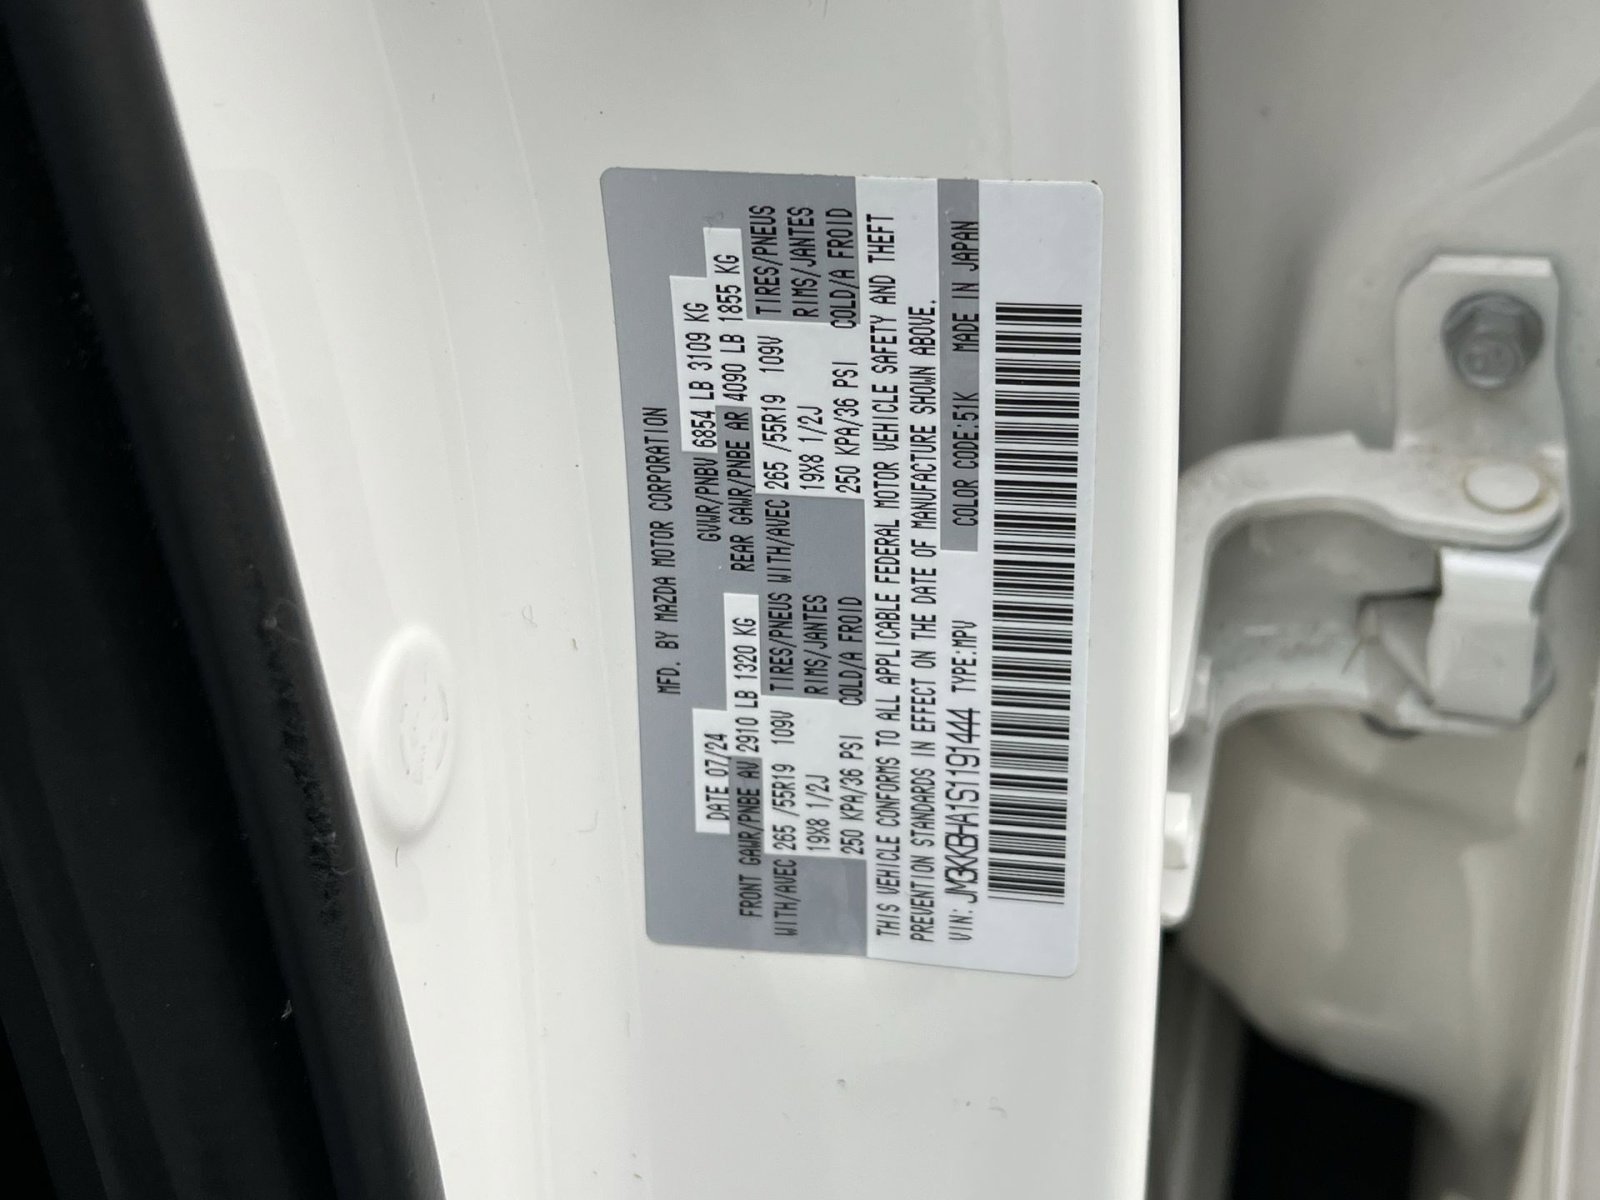 MFD. BY MAZDA MOTOR CORPORATION
DATE 07/24 GVWR/PNBV 6854 LB 3109 KG
FRONT GAWR/PNBE AV 2910 LB 1320 KG REAR GAWR/PNBE AR 4090 LB 1855 KG
WITH/AVEC 265 /55R19 109V TIRES/PNEUS WITH/AVEC 265 /55R19 109V TIRES/PNEUS
19X8 1/2J RIMS/JANTES 19X8 1/2J RIMS/JANTES
250 KPA/36 PSI COLD/A FROID 250 KPA/36 PSI COLD/A FROID
THIS VEHICLE CONFORMS TO ALL APPLICABLE FEDERAL MOTOR VEHICLE SAFETY AND THEFT
PREVENTION STANDARDS IN EFFECT ON THE DATE OF MANUFACTURE SHOWN ABOVE.
VIN: JM3KKBHA1S1191444 TYPE:MPV COLOR CODE:51K MADE IN JAPAN